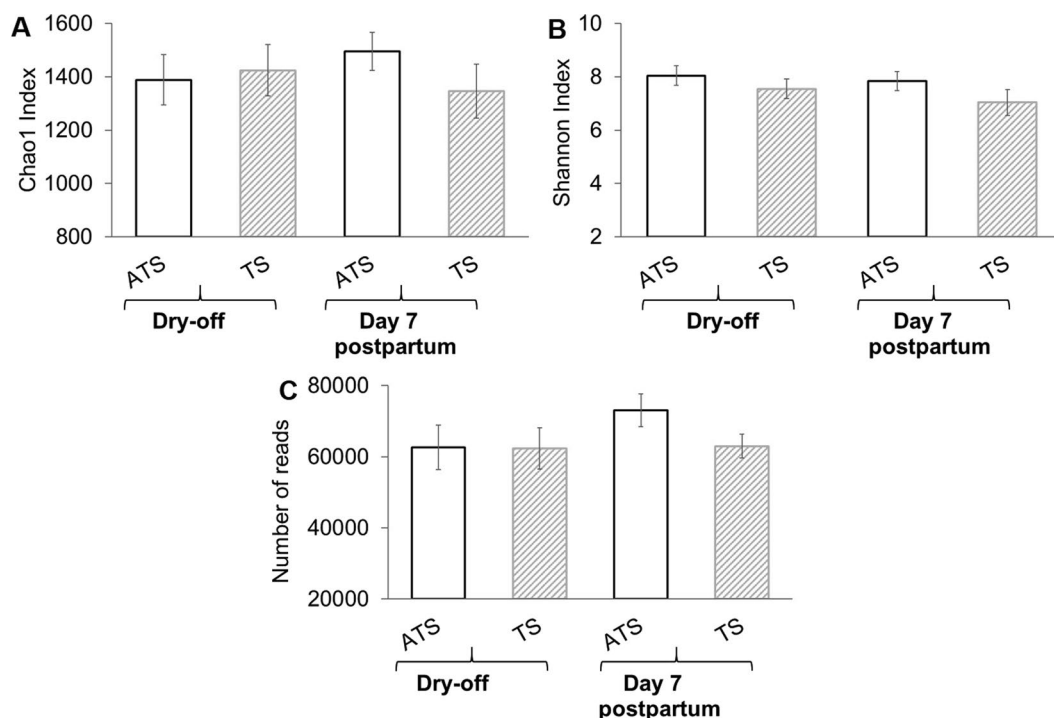 A
Chao1 Index
1600
1400
1200
1000
800
ATS
TS
ATS
TS
Dry-off
Day 7
postpartum
B
Shannon Index
10
8
6
4
2
ATS
TS
ATS
TS
Dry-off
Day 7
postpartum
C
Number of reads
80000
60000
40000
20000
ATS
TS
ATS
TS
Dry-off
Day 7
postpartum